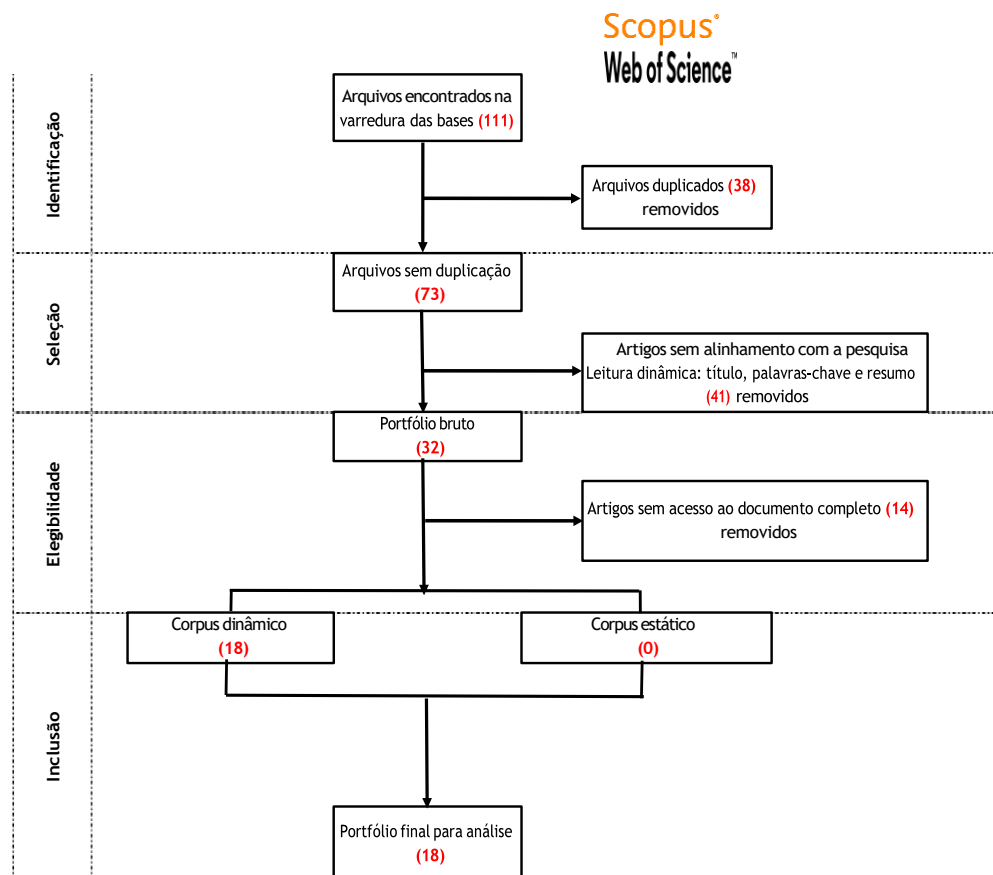 Scopus®
Web of Science™
Identificação
Arquivos encontrados na
varredura das bases (111)
Arquivos duplicados (38)
removidos
Seleção
Arquivos sem duplicação
(73)
Artigos sem alinhamento com a pesquisa
Leitura dinâmica: título, palavras-chave e resumo
(41) removidos
Elegibilidade
Portfólio bruto
(32)
Artigos sem acesso ao documento completo (14)
removidos
Inclusão
Corpus dinâmico
(18)
Corpus estático
(0)
Portfólio final para análise
(18)